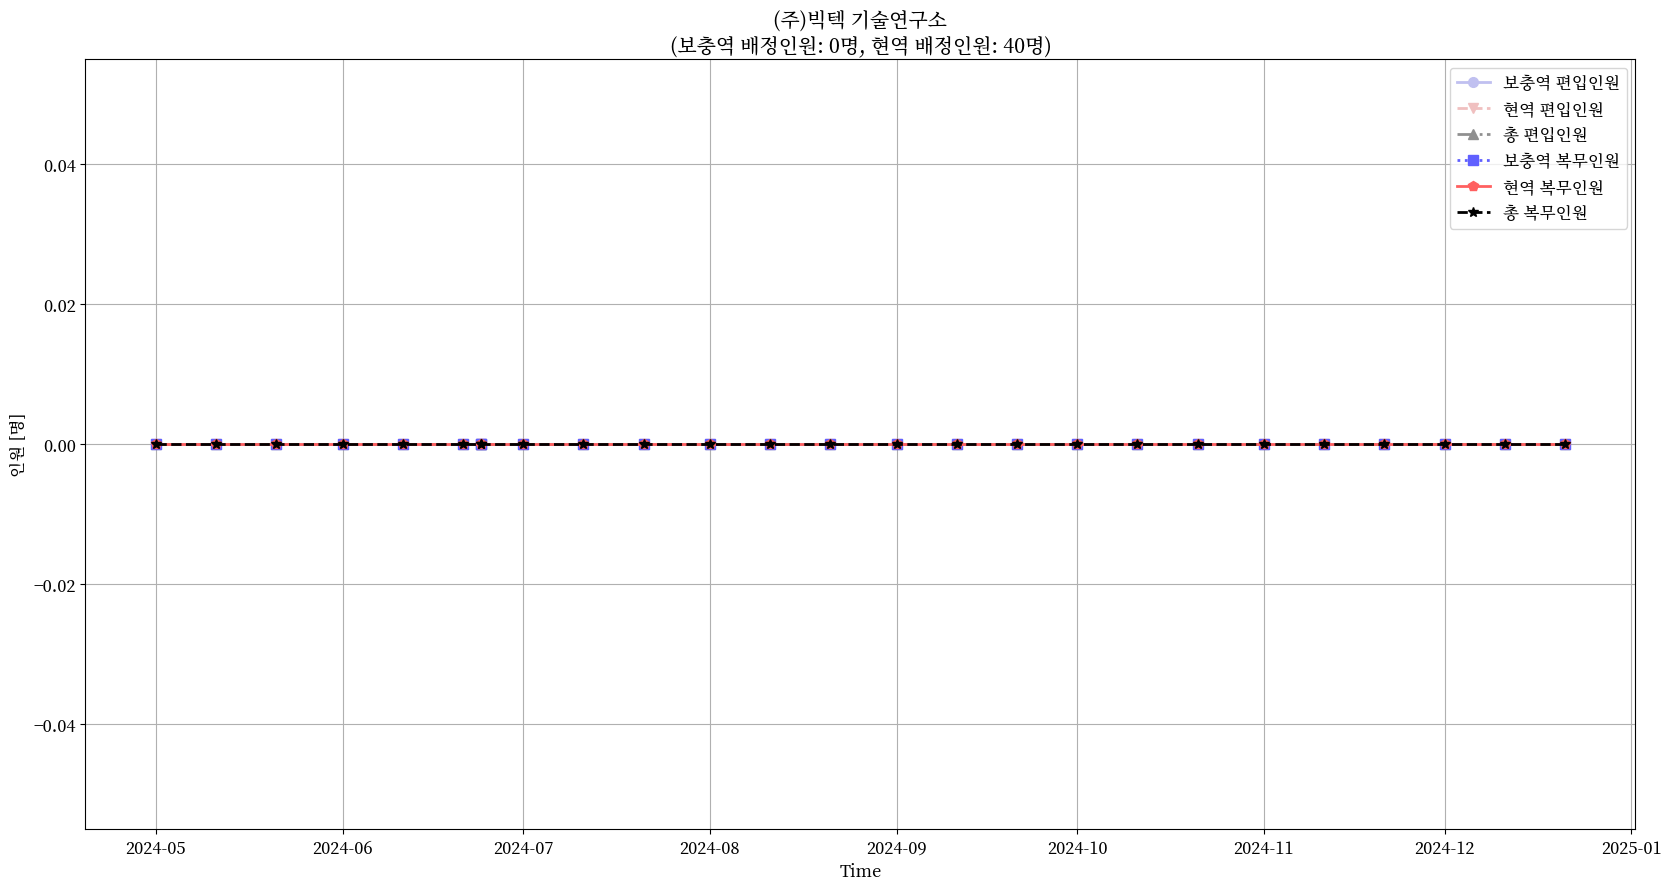 (주)빅텍 기술연구소
(보충역 배정인원: 0명, 현역 배정인원: 40명)
보충역 편입인원
현역 편입인원
총 편입인원
보충역 복무인원
현역 복무인원
총 복무인원
0.04
0.02
0.00
−0.02
−0.04
인원 [명]
2024-05 2024-06 2024-07 2024-08 2024-09 2024-10 2024-11 2024-12 2025-01
Time